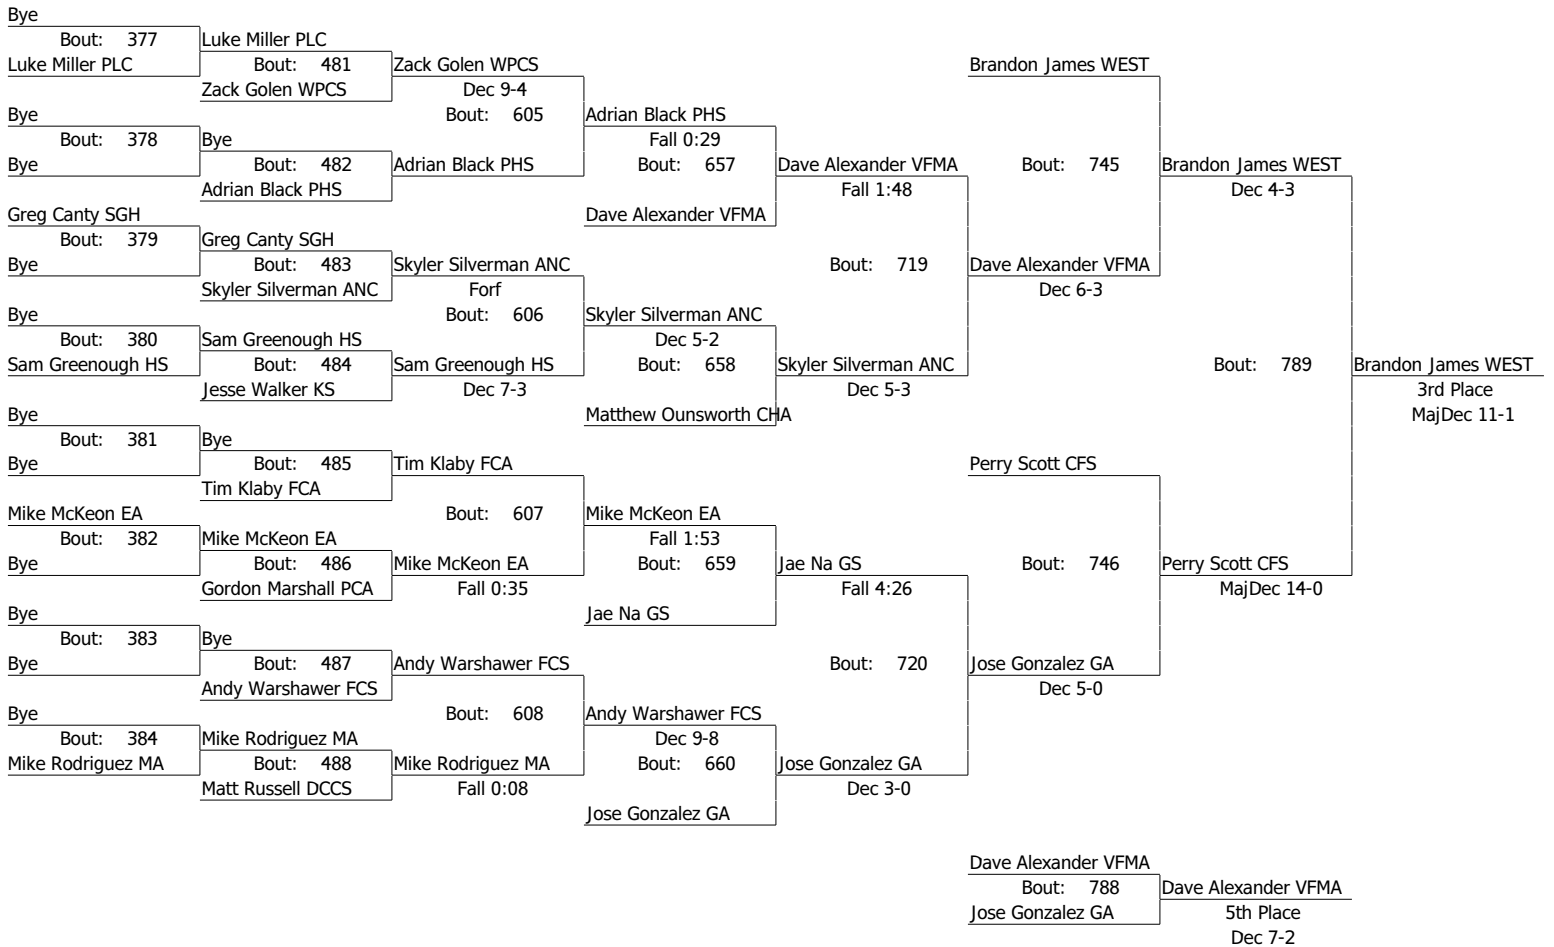 Bye
Bout: 377 Luke Miller PLC
Luke Miller PLC Bout: 481 Zack Golen WPCS Brandon James WEST
Zack Golen WPCS Dec 9-4
Bye Bout: 605 Adrian Black PHS
Bout: 378 Bye Fall 0:29
Bye Bout: 482 Adrian Black PHS Bout: 657 Dave Alexander VFMA Bout: 745 Brandon James WEST
Adrian Black PHS Fall 1:48 Dec 4-3
Greg Canty SGH Dave Alexander VFMA
Bout: 379 Greg Canty SGH
Bye Bout: 483 Skyler Silverman ANC Bout: 719 Dave Alexander VFMA
Skyler Silverman ANC Forf Dec 6-3
Bye Bout: 606 Skyler Silverman ANC
Bout: 380 Sam Greenough HS Dec 5-2
Sam Greenough HS Bout: 484 Sam Greenough HS Bout: 658 Skyler Silverman ANC Bout: 789 Brandon James WEST
Jesse Walker KS Dec 7-3 Dec 5-3 3rd Place
Bye Matthew Ounsworth CHA MajDec 11-1
Bout: 381 Bye
Bye Bout: 485 Tim Klaby FCA Perry Scott CFS
Tim Klaby FCA
Mike McKeon EA Bout: 607 Mike McKeon EA
Bout: 382 Mike McKeon EA Fall 1:53
Bye Bout: 486 Mike McKeon EA Bout: 659 Jae Na GS Bout: 746 Perry Scott CFS
Gordon Marshall PCA Fall 0:35 Fall 4:26 MajDec 14-0
Bye Jae Na GS
Bout: 383 Bye
Bye Bout: 487 Andy Warshawer FCS Bout: 720 Jose Gonzalez GA
Andy Warshawer FCS Dec 5-0
Bye Bout: 608 Andy Warshawer FCS
Bout: 384 Mike Rodriguez MA Dec 9-8
Mike Rodriguez MA Bout: 488 Mike Rodriguez MA Bout: 660 Jose Gonzalez GA
Matt Russell DCCS Fall 0:08 Dec 3-0
Jose Gonzalez GA
Dave Alexander VFMA
Bout: 788 Dave Alexander VFMA
Jose Gonzalez GA 5th Place
Dec 7-2